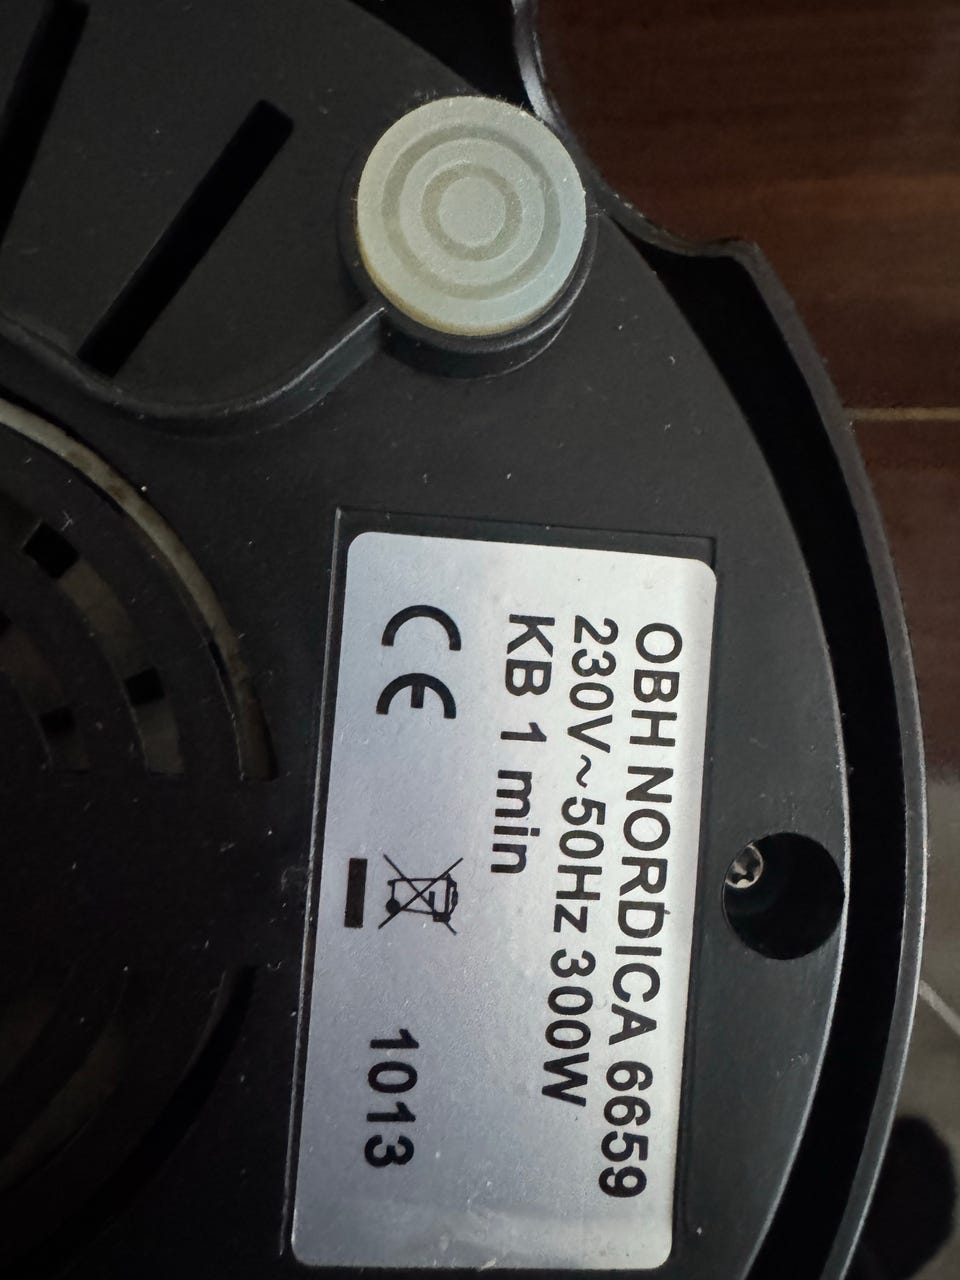 OBH NORDICA 6659
230V~50Hz 300W
KB 1 min
CE 1013